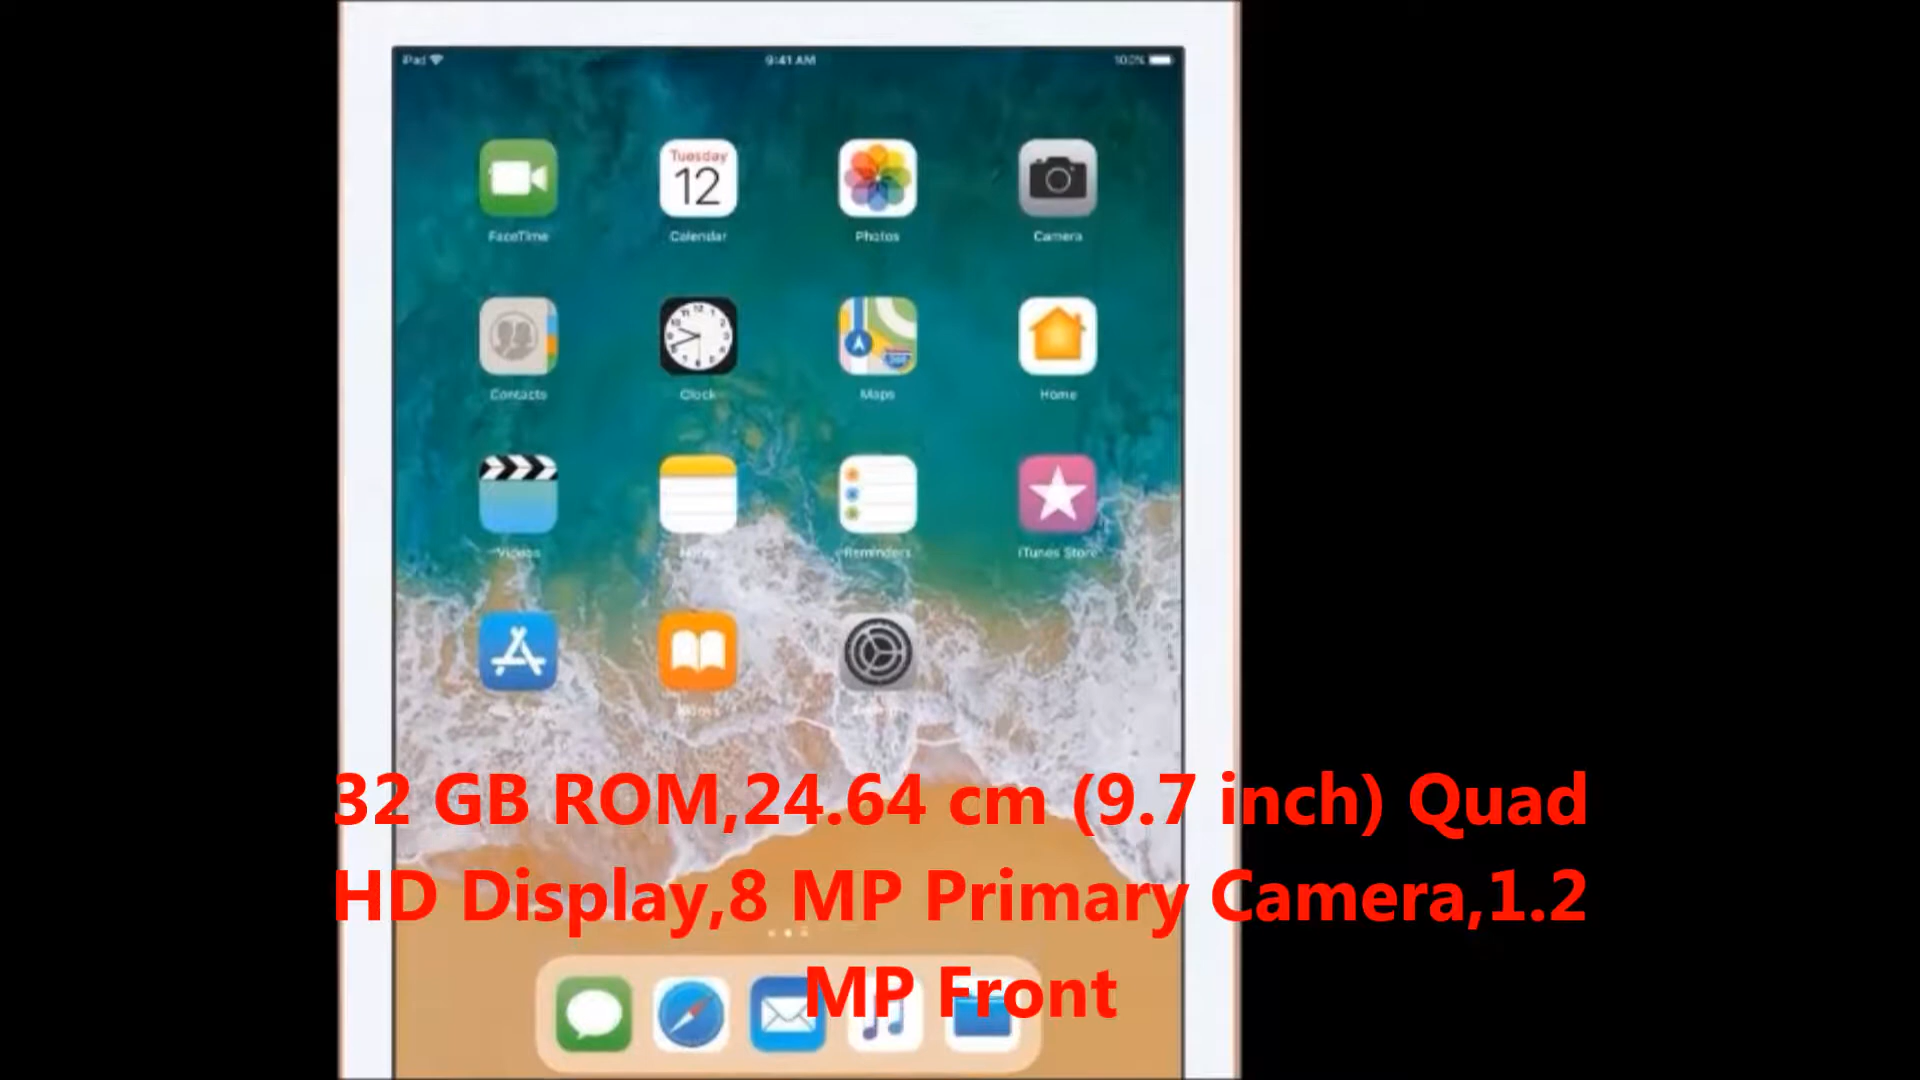 iPad 9:41 AM 100%
Tuesday
12
FaceTime Calendar Photos Camera
Contacts Clock Maps Home
Videos Notes Reminders iTunes Store
32 GB ROM,24.64 cm (9.7 inch) Quad
HD Display,8 MP Primary Camera,1.2
MP Front